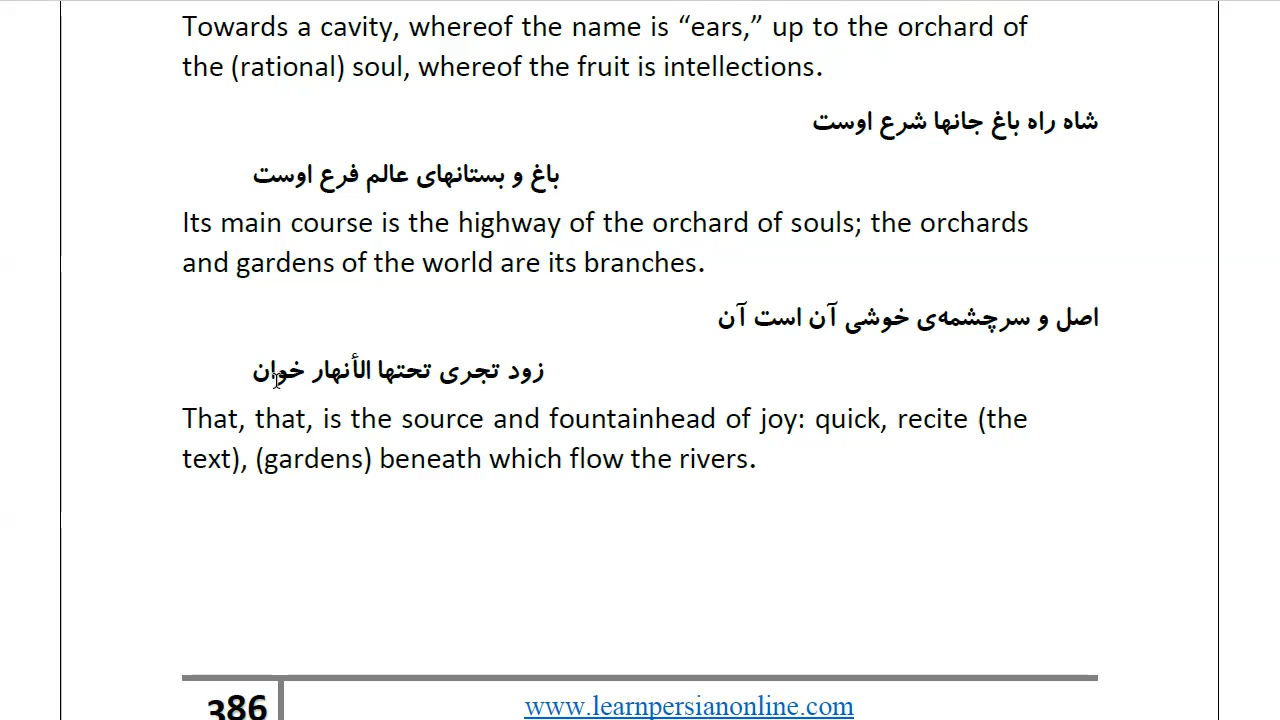 Towards a cavity, whereof the name is “ears,” up to the orchard of
the (rational) soul, whereof the fruit is intellections.
شاه راه باغ جانها شرع اوست
باغ و بستانهای عالم فرع اوست
Its main course is the highway of the orchard of souls; the orchards
and gardens of the world are its branches.
اصل و سرچشمه‌ی خوشی آن است آن
زود تجری تحتها الأنهار خوان
That, that, is the source and fountainhead of joy: quick, recite (the
text), (gardens) beneath which flow the rivers.
386
www.learnpersianonline.com